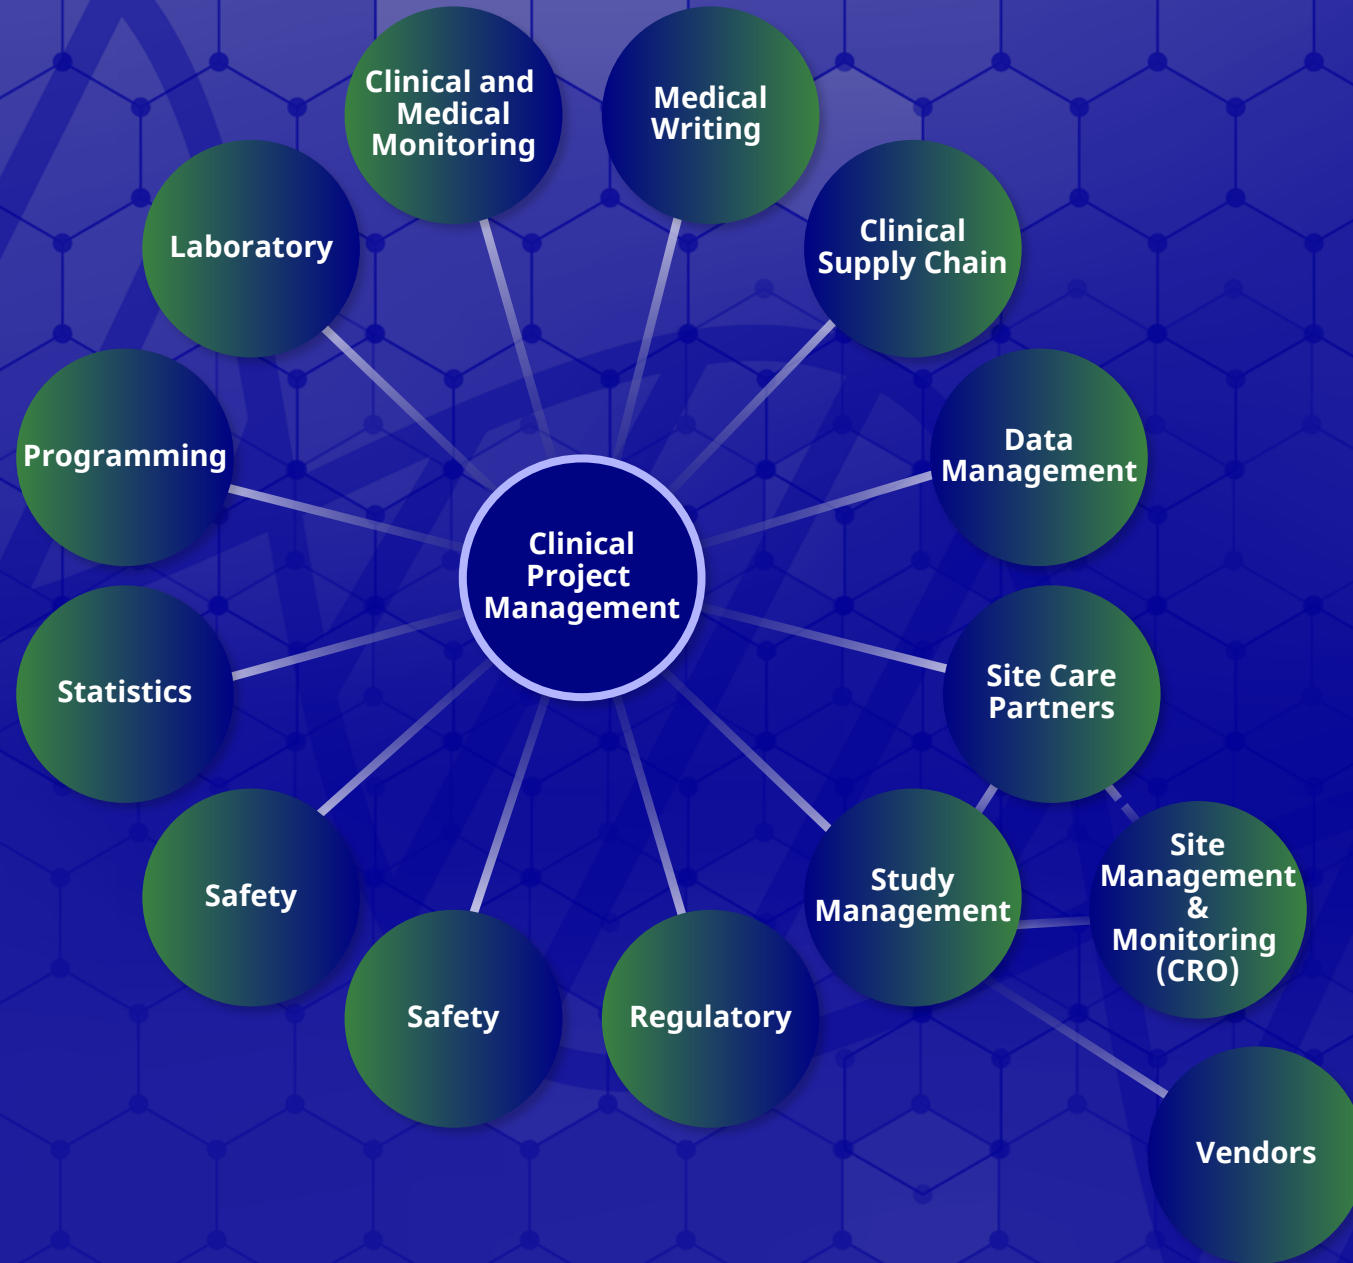 Clinical and
Medical
Monitoring
Medical
Writing
Clinical
Supply Chain
Laboratory
Data
Management
Programming
Clinical
Project
Management
Site Care
Partners
Statistics
Site
Management
&
Monitoring
(CRO)
Study
Management
Safety
Safety
Regulatory
Vendors